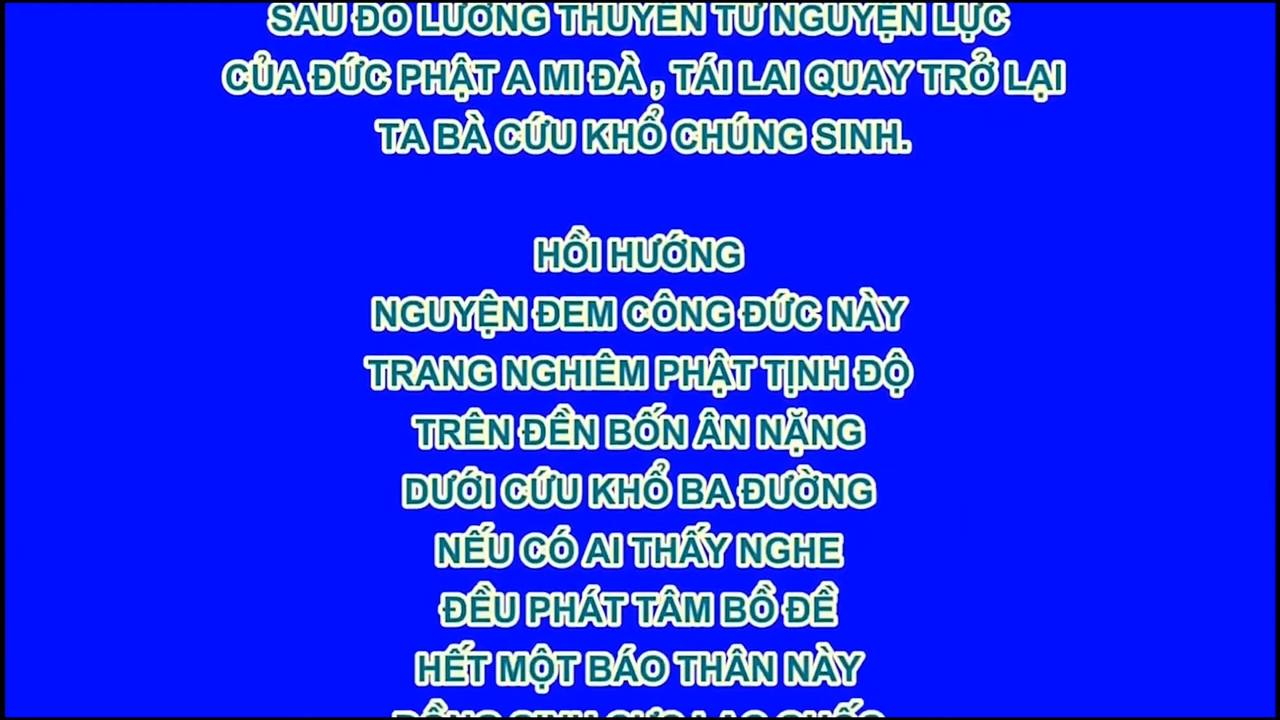 SAU ĐÓ LƯỚNG THUYỀN TỪ NGUYỆN LỰC
CỦA ĐỨC PHẬT A MI ĐÀ , TÁI LAI QUAY TRỞ LẠI
TA BÀ CỨU KHỔ CHÚNG SINH.
HỒI HƯỚNG
NGUYỆN ĐEM CÔNG ĐỨC NÀY
TRANG NGHIÊM PHẬT TỊNH ĐỘ
TRÊN ĐỀN BỐN ÂN NẶNG
DƯỚI CỨU KHỔ BA ĐƯỜNG
NẾU CÓ AI THẤY NGHE
ĐỀU PHÁT TÂM BỒ ĐỀ
HẾT MỘT BÁO THÂN NÀY